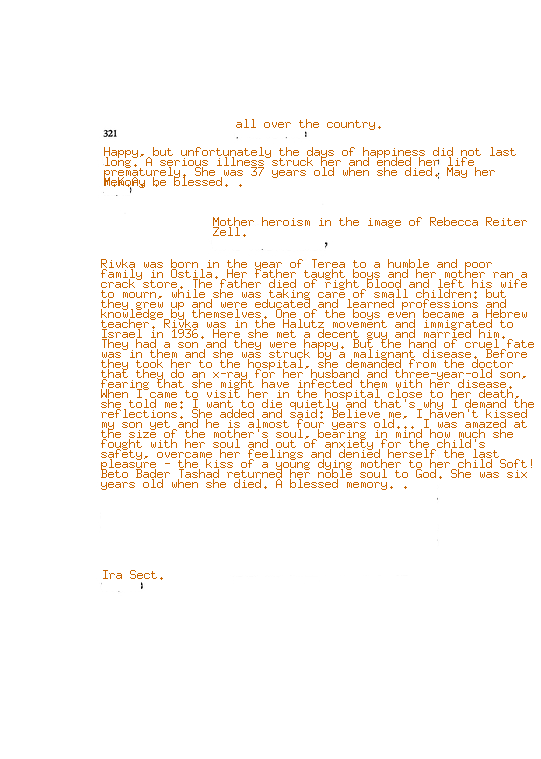 all over the country.
321
Happy, but unfortunately the days of happiness did not last
long. A serious illness struck her and ended her life
prematurely. She was 37 years old when she died. May her
be blessed. .
Mother heroism in the image of Rebecca Reiter
Zell.
Rivka was born in the year of Terea to a humble and poor
family in Ostila. Her father taught boys and her mother ran a
crack store. The father died of right blood and left his wife
to mourn, while she was taking care of small children; but
they grew up and were educated and learned professions and
knowledge by themselves. One of the boys even became a Hebrew
teacher. Rivka was in the Halutz movement and immigrated to
Israel in 1936. Here she met a decent guy and married him.
They had a son and they were happy. But the hand of cruel fate
was in them and she was struck by a malignant disease. Before
they took her to the hospital, she demanded from the doctor
that they do an x-ray for her husband and three-year-old son,
fearing that she might have infected them with her disease.
When I came to visit her in the hospital close to her death,
she told me: I want to die quietly and that's why I demand the
reflections. She added and said: Believe me, I haven't kissed
my son yet and he is almost four years old... I was amazed at
the size of the mother's soul, bearing in mind how much she
fought with her soul and out of anxiety for the child's
safety, overcame her feelings and denied herself the last
pleasure - the kiss of a young dying mother to her child Soft!
Beto Bader Tashad returned her noble soul to God. She was six
years old when she died. A blessed memory. .
Ira Sect.